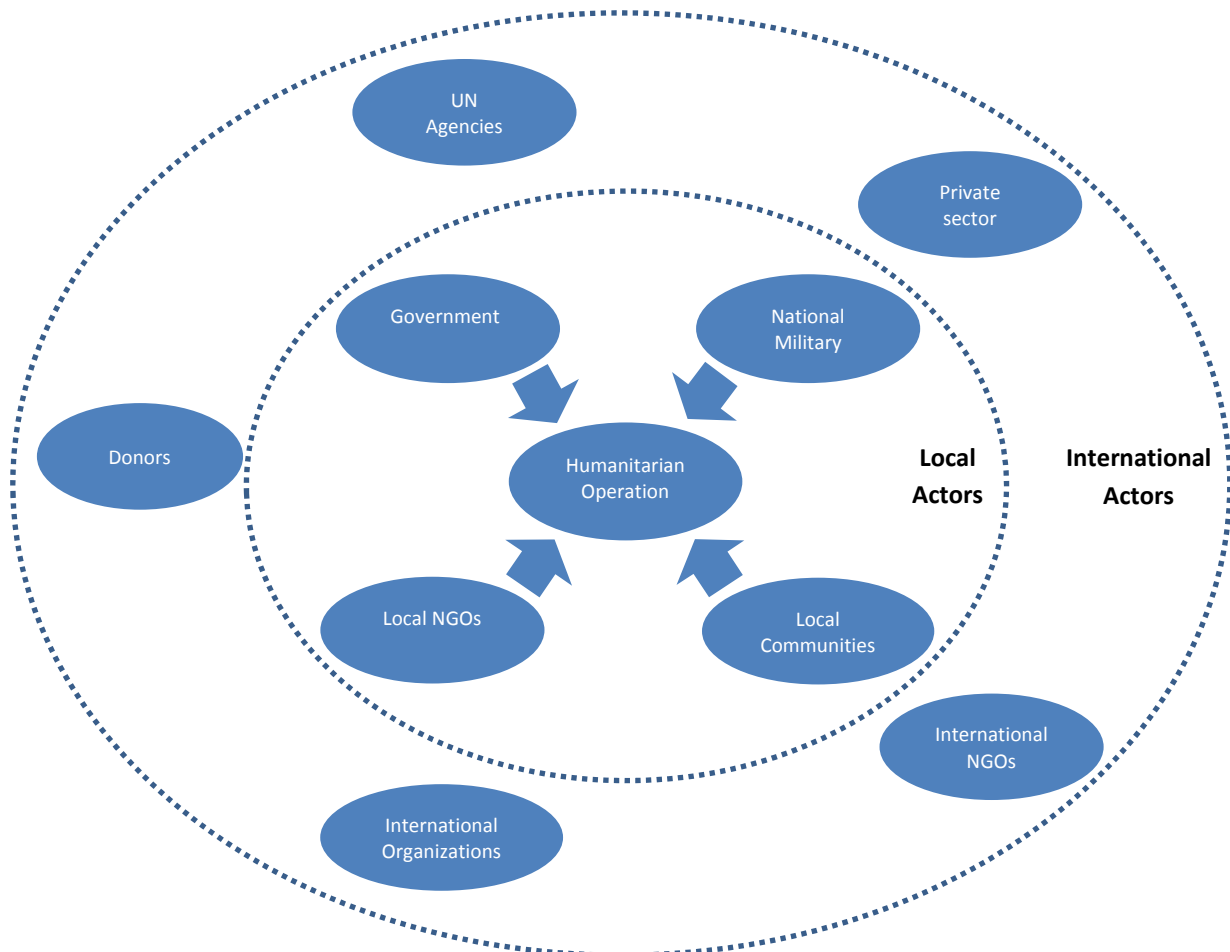 UN
Agencies
Private
sector
Government
National
Military
Donors
Humanitarian
Operation
Local
Actors
International
Actors
Local NGOs
Local
Communities
International
NGOs
International
Organizations